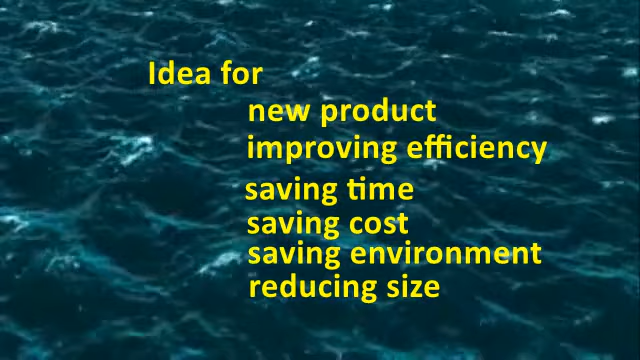 Idea for
new product
improving efficiency
saving time
saving cost
saving environment
reducing size